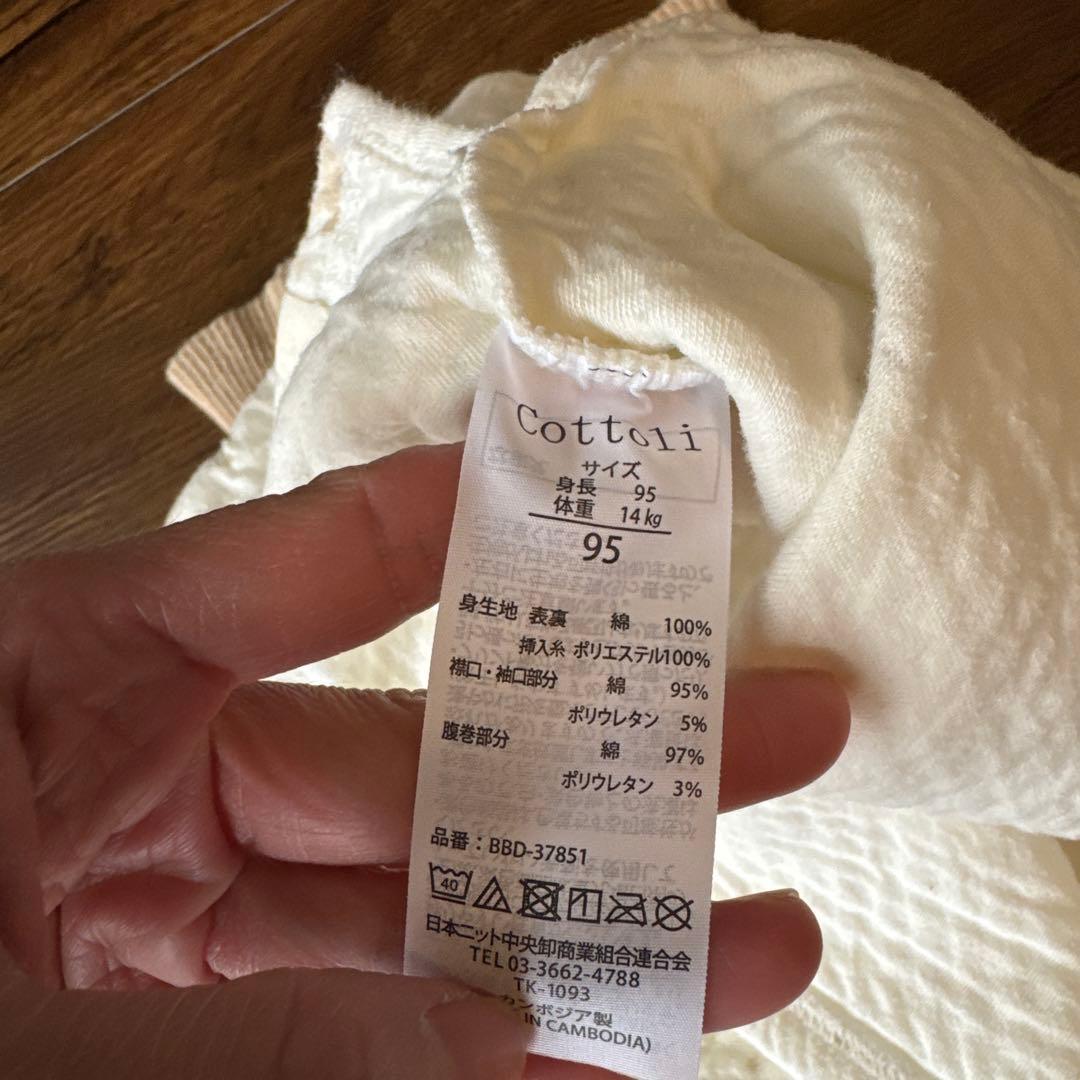 Cottoli
サイズ
身長 95
体重 14kg
95
身生地 表裏 綿 100%
挿入糸 ポリエステル100%
襟口・袖口部分 綿 95%
ポリウレタン 5%
腹巻部分 綿 97%
ポリウレタン 3%
品番：BBD-37851
40
日本ニット中央卸商業組合連合会
TEL 03-3662-4788
TK-1093
カンボジア製
IN CAMBODIA)